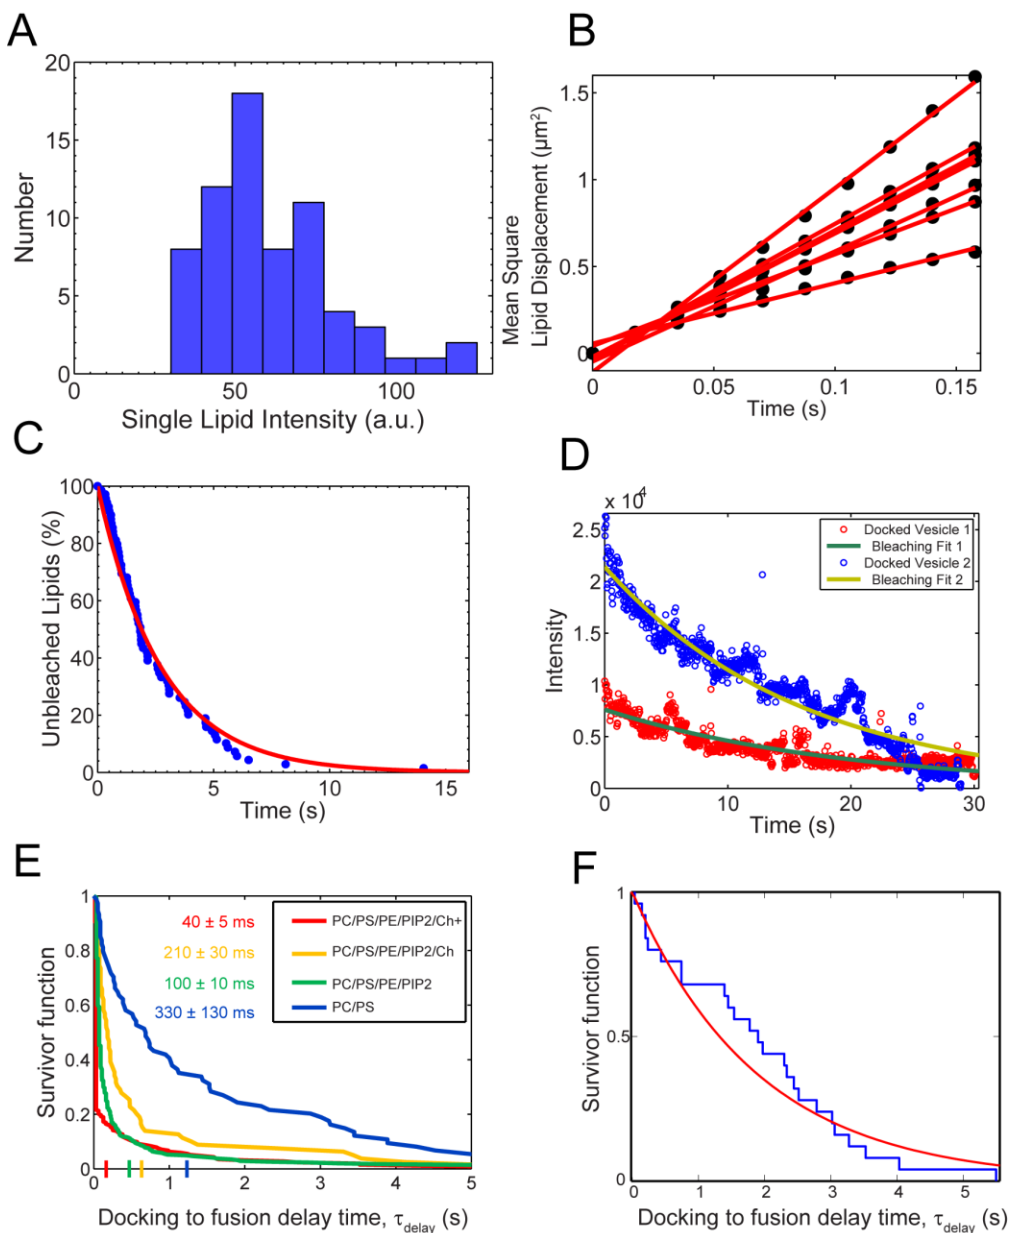 A
20
15
10
5
0
Number
0
50
100
Single Lipid Intensity (a.u.)
B
1.5
1
0.5
0
Mean Square
Lipid Displacement (µm²)
0
0.05
0.1
0.15
Time (s)
C
100
80
60
40
20
0
Unbleached Lipids (%)
0
5
10
15
Time (s)
D
x 10⁴
2.5
2
1.5
1
0.5
0
Intensity
Docked Vesicle 1
Bleaching Fit 1
Docked Vesicle 2
Bleaching Fit 2
0
10
20
30
Time (s)
E
1
0.8
0.6
0.4
0.2
0
Survivor function
40 ± 5 ms
210 ± 30 ms
100 ± 10 ms
330 ± 130 ms
PC/PS/PE/PIP2/Ch+
PC/PS/PE/PIP2/Ch
PC/PS/PE/PIP2
PC/PS
0
1
2
3
4
5
Docking to fusion delay time, τdelay (s)
F
1
0.5
0
Survivor function
0
1
2
3
4
5
Docking to fusion delay time, τdelay (s)